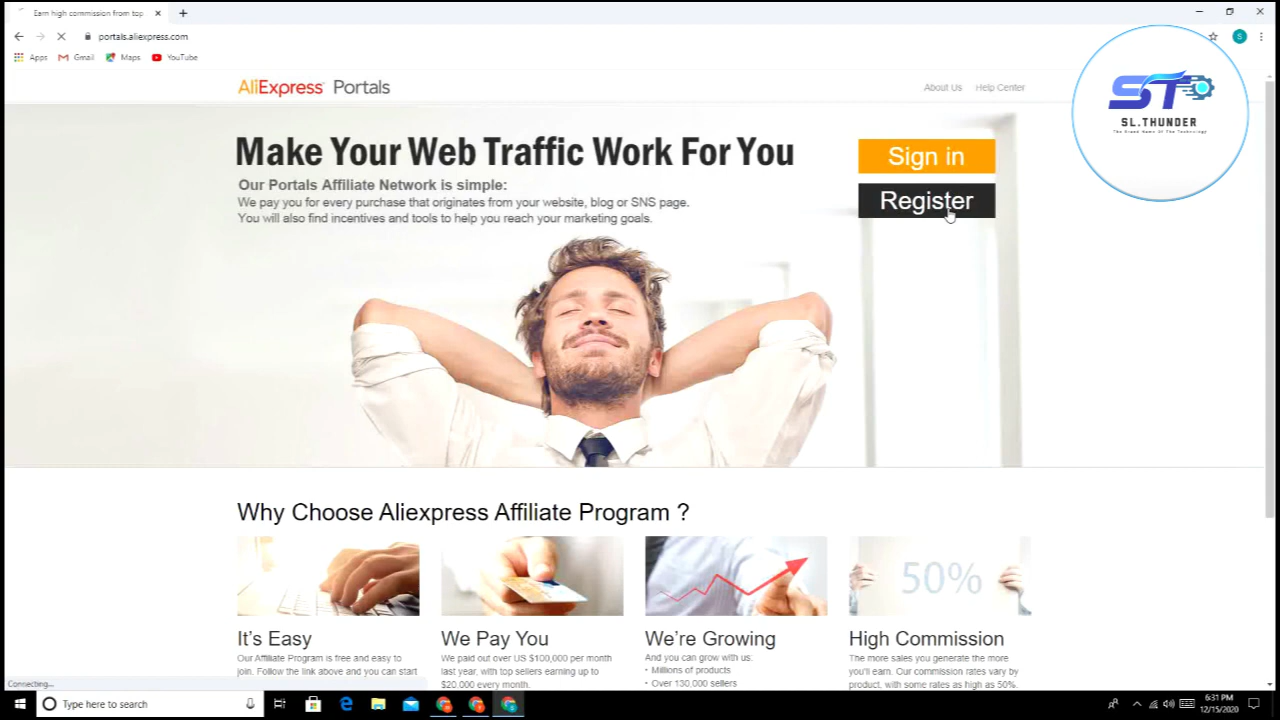 Earn high commission from top
portals.aliexpress.com
Apps
Gmail
Maps
YouTube
S
AliExpress Portals
About Us
Help Center
ST
SL.THUNDER
The Brand Name Of The Technology
Make Your Web Traffic Work For You
Our Portals Affiliate Network is simple:
We pay you for every purchase that originates from your website, blog or SNS page.
You will also find incentives and tools to help you reach your marketing goals.
Sign in
Register
Why Choose Aliexpress Affiliate Program ?
50%
It's Easy
Our Affiliate Program is free and easy to
join. Follow the link above and you can start
We Pay You
We paid out over US $100,000 per month
last year, with top sellers earning up to
$20,000 every month.
We're Growing
And you can grow with us:
• Millions of products
• Over 130,000 sellers
High Commission
The more sales you generate the more
you'll earn. Our commission rates vary by
product, with some rates as high as 50%.
Connecting...
Type here to search
6:31 PM
12/15/2020